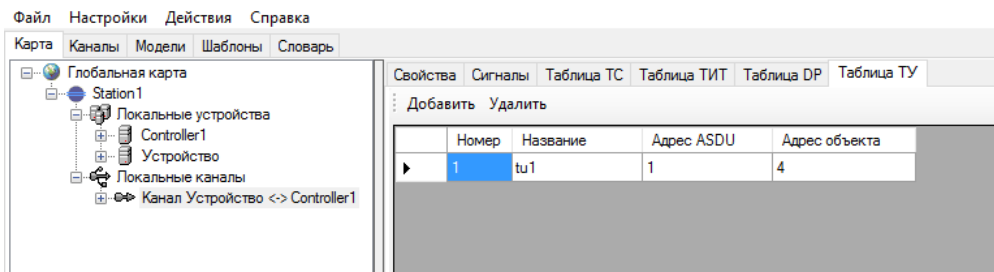 Файл Настройки Действия Справка
Карта Каналы Модели Шаблоны Словарь
Глобальная карта
Station1
Локальные устройства
Controller1
Устройство
Локальные каналы
Канал Устройство <-> Controller1
Свойства Сигналы Таблица ТС Таблица ТИТ Таблица DP Таблица ТУ
Добавить Удалить
Номер Название Адрес ASDU Адрес объекта
1 tu1 1 4